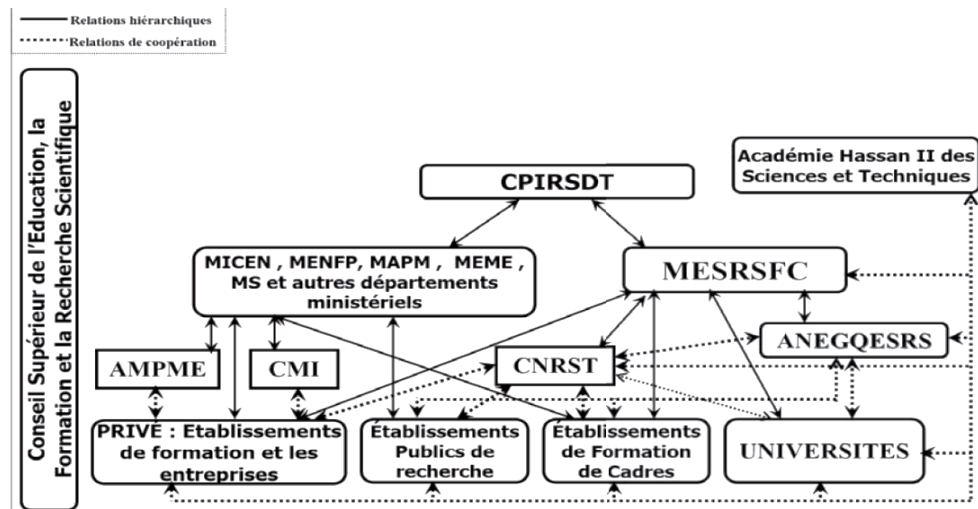 Relations hiérarchiques
Relations de coopération
Conseil Supérieur de l'Education, la
Formation et la Recherche Scientifique
Académie Hassan II des
Sciences et Techniques
CPIRSDT
MICEN , MENFP, MAPM , MEME ,
MS et autres départements
ministériels
MESRSFC
ANEGQESRS
AMPME
CMI
CNRST
PRIVÉ : Etablissements
de formation et les
entreprises
Établissements
Publics de
recherche
Établissements
de Formation
de Cadres
UNIVERSITES